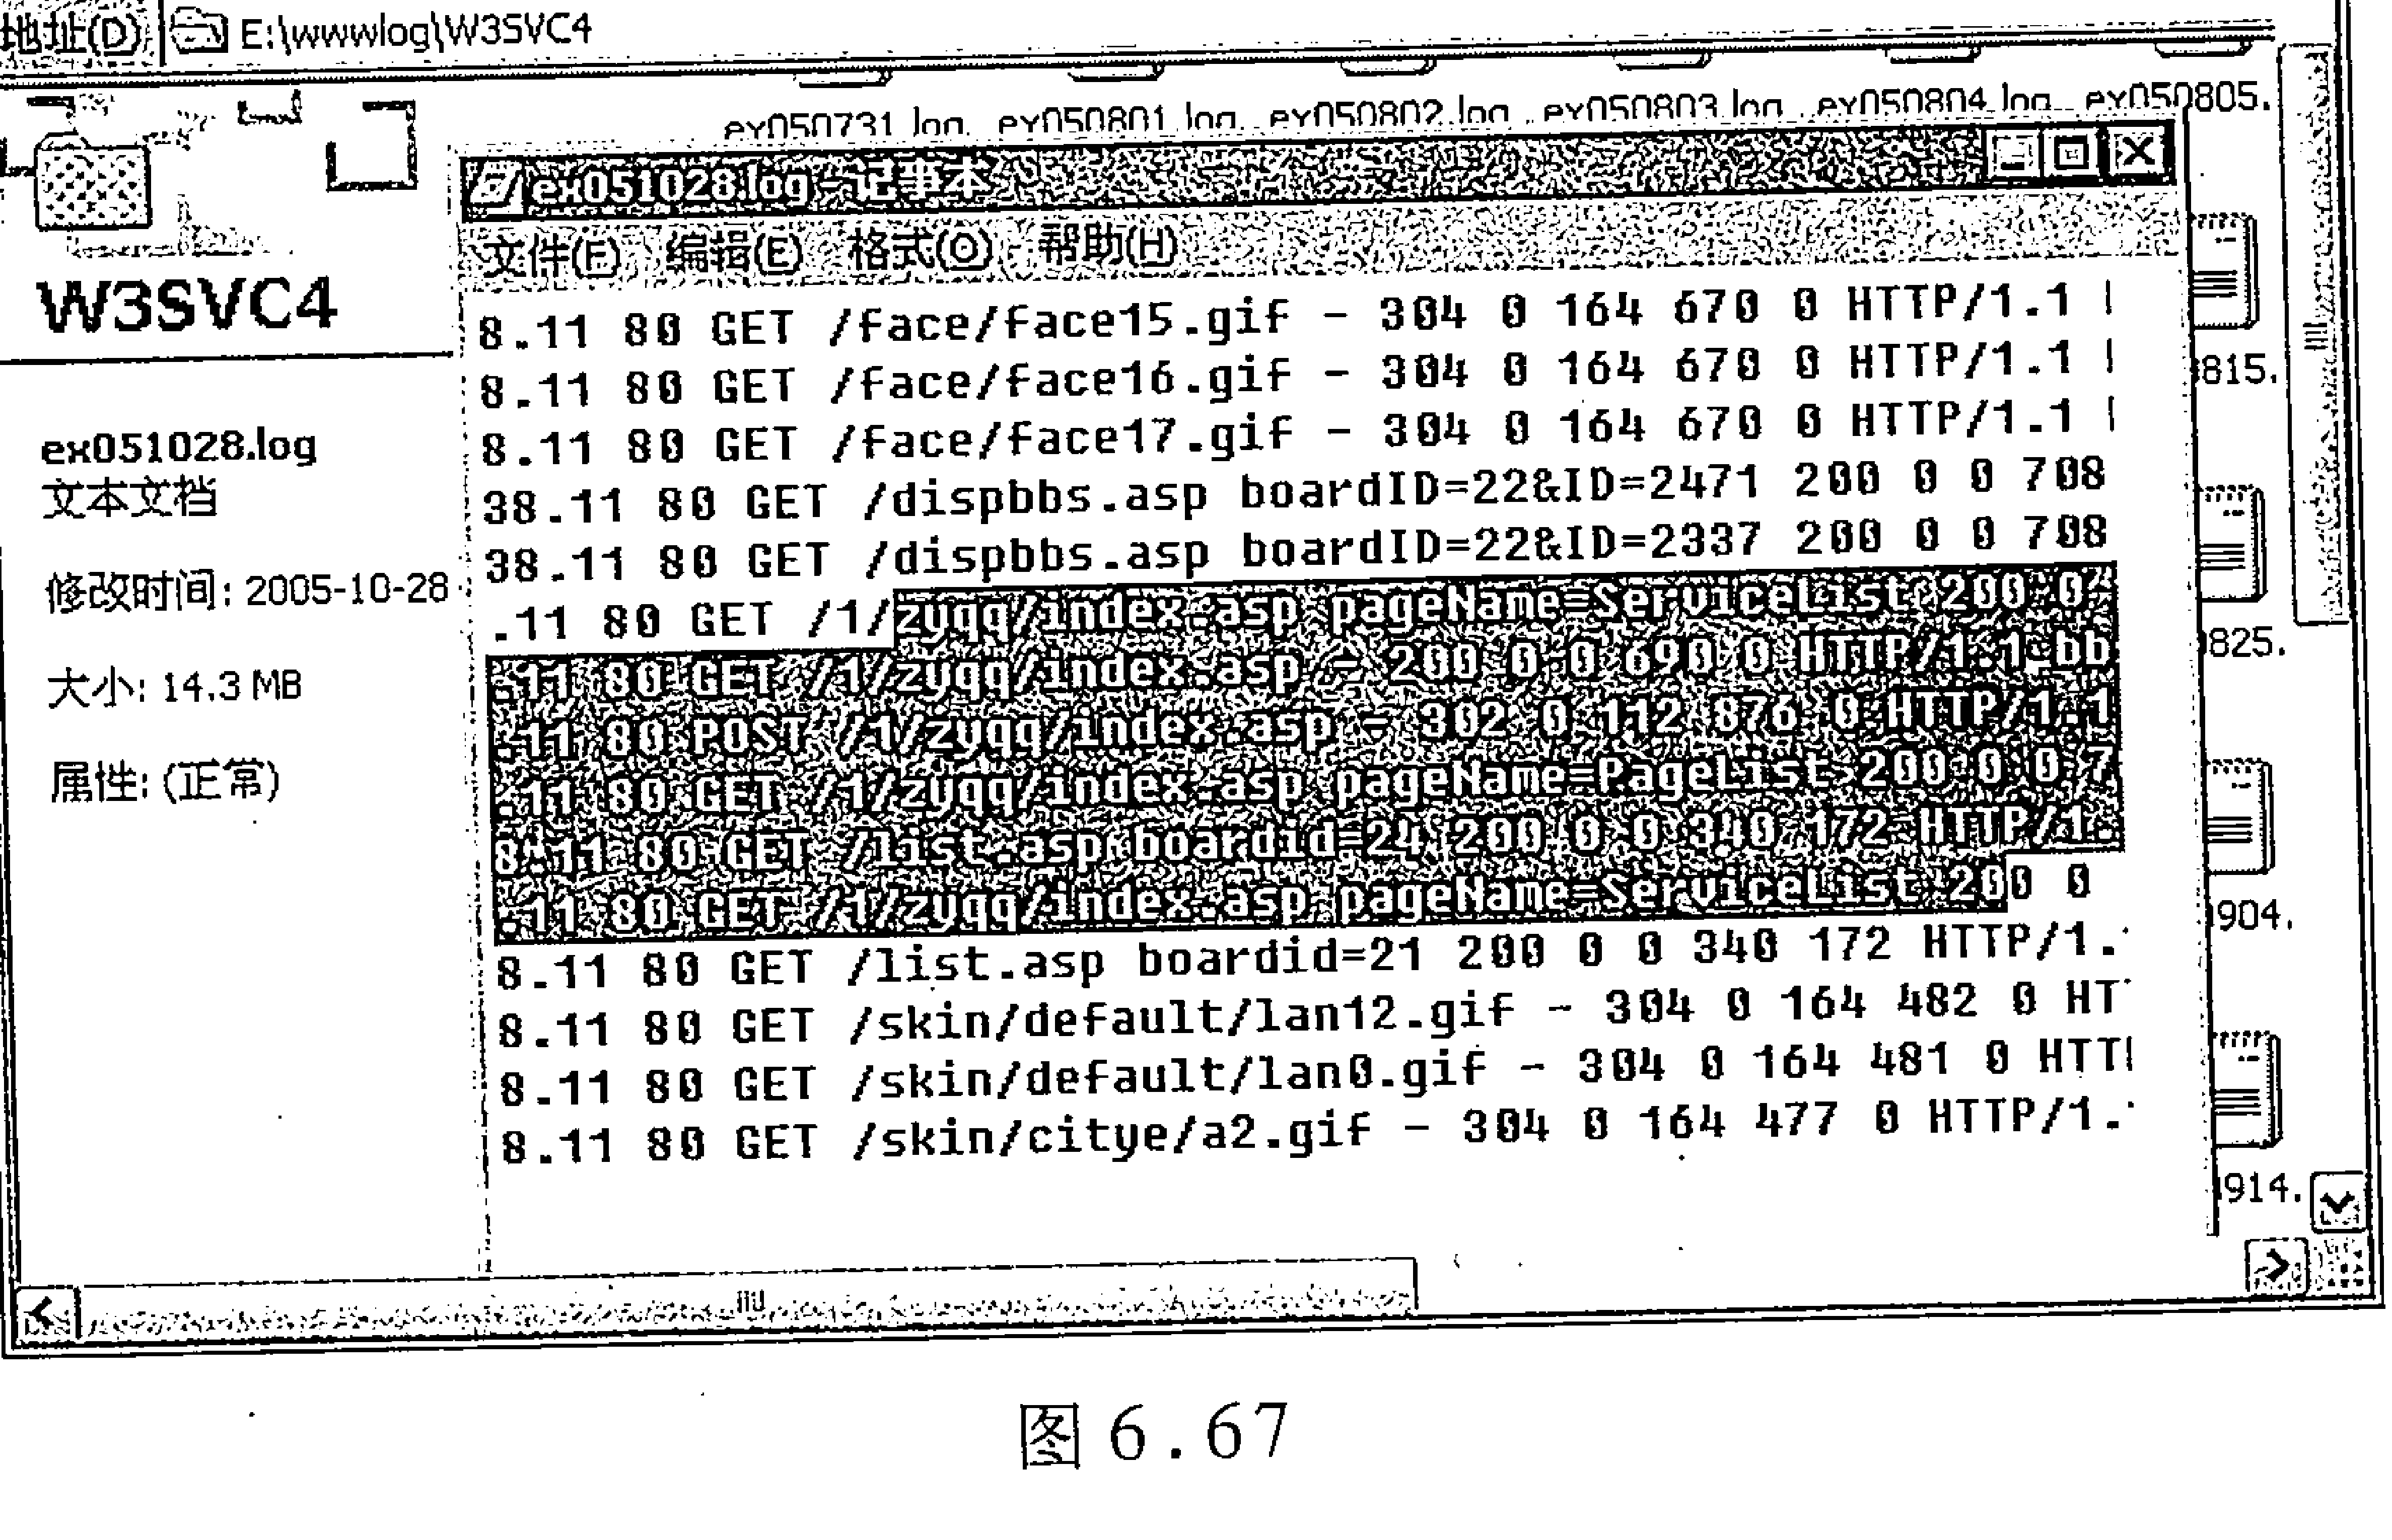 地址(D) E:\wwwlog\W3SVC4
ex050731.log ex050801.log ex050802.log ex050803.log ex050804.log ex050805.
ex051028.log - 记事本
文件(F) 编辑(E) 格式(O) 帮助(H)
W3SVC4
ex051028.log
文本文档
修改时间: 2005-10-28
大小: 14.3 MB
属性: (正常)
8.11 80 GET /face/face15.gif - 304 0 164 670 0 HTTP/1.1
8.11 80 GET /face/face16.gif - 304 0 164 670 0 HTTP/1.1
8.11 80 GET /face/face17.gif - 304 0 164 670 0 HTTP/1.1
38.11 80 GET /dispbbs.asp boardID=22&ID=2471 200 0 0 708
38.11 80 GET /dispbbs.asp boardID=22&ID=2337 200 0 0 708
.11 80 GET /1/zyqq/index.asp pageName=ServiceList 200 0
.11 80 GET /1/zyqq/index.asp - 200 0 0 690 0 HTTP/1.1 bb
.11 80 POST /1/zyqq/index.asp - 302 0 112 876 0 HTTP/1.1
.11 80 GET /1/zyqq/index.asp pageName=PageList 200 0 0 7
8.11 80 GET /list.asp boardid=24 200 0 0 340 172 HTTP/1.
.11 80 GET /1/zyqq/index.asp pageName=ServiceList 200 0
8.11 80 GET /list.asp boardid=21 200 0 0 340 172 HTTP/1.
8.11 80 GET /skin/default/lan12.gif - 304 0 164 482 0 HT
8.11 80 GET /skin/default/lan0.gif - 304 0 164 481 0 HTT
8.11 80 GET /skin/citye/a2.gif - 304 0 164 477 0 HTTP/1.
815.
825.
904.
914.
图 6.67